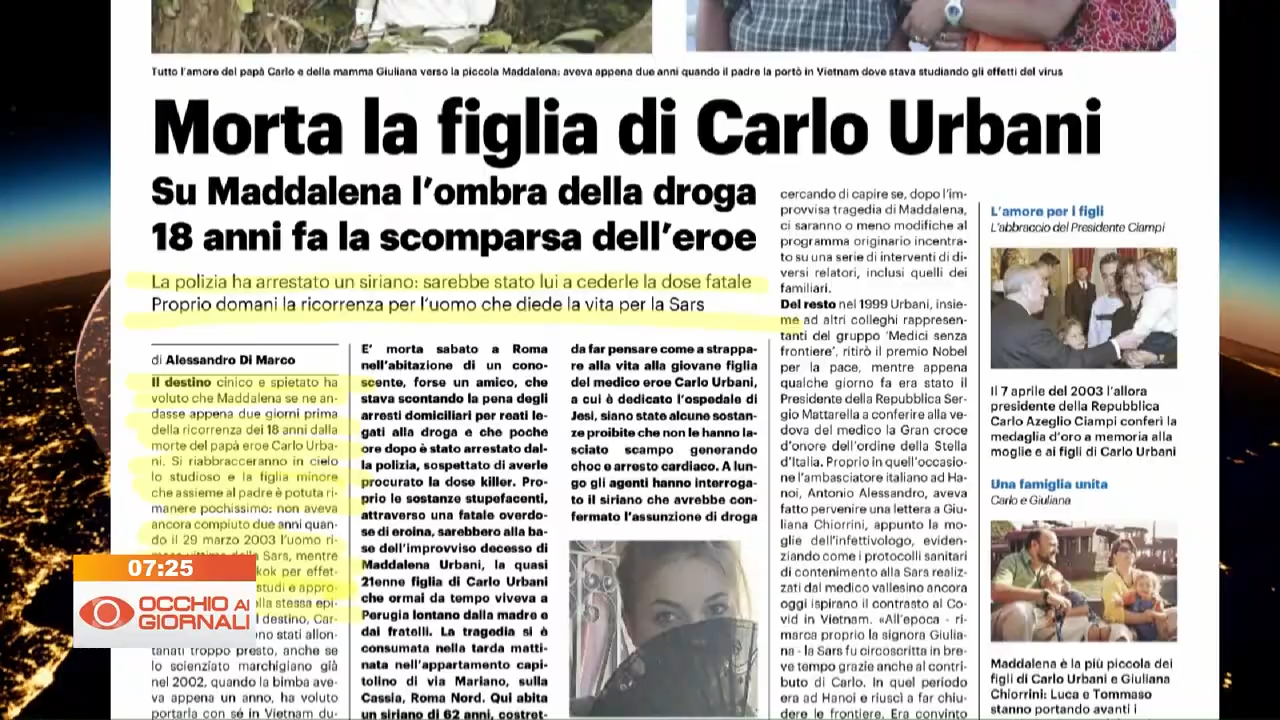 Tutto l'amore del papà Carlo e della mamma Giuliana verso la piccola Maddalena: aveva appena due anni quando il padre la portò in Vietnam dove stava studiando gli effetti del virus
Morta la figlia di Carlo Urbani
Su Maddalena l'ombra della droga
18 anni fa la scomparsa dell'eroe
La polizia ha arrestato un siriano: sarebbe stato lui a cederle la dose fatale
Proprio domani la ricorrenza per l'uomo che diede la vita per la Sars
di Alessandro Di Marco
Il destino cinico e spietato ha
voluto che Maddalena se ne an-
dasse appena due giorni prima
della ricorrenza dei 18 anni dalla
morte del papà eroe Carlo Urba-
ni. Si riabbracceranno in cielo
lo studioso e la figlia minore
che assieme al padre è potuta ri-
manere pochissimo: non aveva
ancora compiuto due anni quan-
do il 29 marzo 2003 l'uomo ri-
Sars, mentre
kok per effet-
studi e appro-
lla stessa epi-
l destino, Car-
no stati allon-
tanati troppo presto, anche se
lo scienziato marchigiano già
nel 2002, quando la bimba ave-
va appena un anno, ha voluto
portarla con sé in Vietnam du-
E' morta sabato a Roma
nell'abitazione di un cono-
scente, forse un amico, che
stava scontando la pena degli
arresti domiciliari per reati le-
gati alla droga e che poche
ore dopo è stato arrestato dal-
la polizia, sospettato di averle
procurato la dose killer. Pro-
prio le sostanze stupefacenti,
attraverso una fatale overdo-
se di eroina, sarebbero alla ba-
se dell'improvviso decesso di
Maddalena Urbani, la quasi
21enne figlia di Carlo Urbani
che ormai da tempo viveva a
Perugia lontano dalla madre e
dai fratelli. La tragedia si è
consumata nella tarda matti-
nata nell'appartamento capi-
tolino di via Mariano, sulla
Cassia, Roma Nord. Qui abita
un siriano di 62 anni, costret-
da far pensare come a strappa-
re alla vita alla giovane figlia
del medico eroe Carlo Urbani,
a cui è dedicato l'ospedale di
Jesi, siano state alcune sostan-
ze proibite che non le hanno la-
sciato scampo generando
choc e arresto cardiaco. A lun-
go gli agenti hanno interroga-
to il siriano che avrebbe con-
fermato l'assunzione di droga
cercando di capire se, dopo l'im-
provvisa tragedia di Maddalena,
ci saranno o meno modifiche al
programma originario incentra-
to su una serie di interventi di di-
versi relatori, inclusi quelli dei
familiari.
Del resto nel 1999 Urbani, insie-
me ad altri colleghi rappresen-
tanti del gruppo 'Medici senza
frontiere', ritirò il premio Nobel
per la pace, mentre appena
qualche giorno fa era stato il
Presidente della Repubblica Ser-
gio Mattarella a conferire alla ve-
dova del medico la Gran croce
d'onore dell'ordine della Stella
d'Italia. Proprio in quell'occasio-
ne l'ambasciatore italiano ad Ha-
noi, Antonio Alessandro, aveva
fatto pervenire una lettera a Giu-
liana Chiorrini, appunto la mo-
glie dell'infettivologo, eviden-
ziando come i protocolli sanitari
di contenimento alla Sars realiz-
zati dal medico vallesino ancora
oggi ispirano il contrasto al Co-
vid in Vietnam. «All'epoca - ri-
marca proprio la signora Giulia-
na - la Sars fu circoscritta in bre-
ve tempo grazie anche al contri-
buto di Carlo. In quel periodo
era ad Hanoi e riuscì a far chiu-
dere le frontiere. Era convinto
L'amore per i figli
L'abbraccio del Presidente Ciampi
Il 7 aprile del 2003 l'allora
presidente della Repubblica
Carlo Azeglio Ciampi conferì la
medaglia d'oro a memoria alla
moglie e ai figli di Carlo Urbani
Una famiglia unita
Carlo e Giuliana
Maddalena è la più piccola dei
figli di Carlo Urbani e Giuliana
Chiorrini: Luca e Tommaso
stanno portando avanti i
07:25
OCCHIO AI
GIORNALI